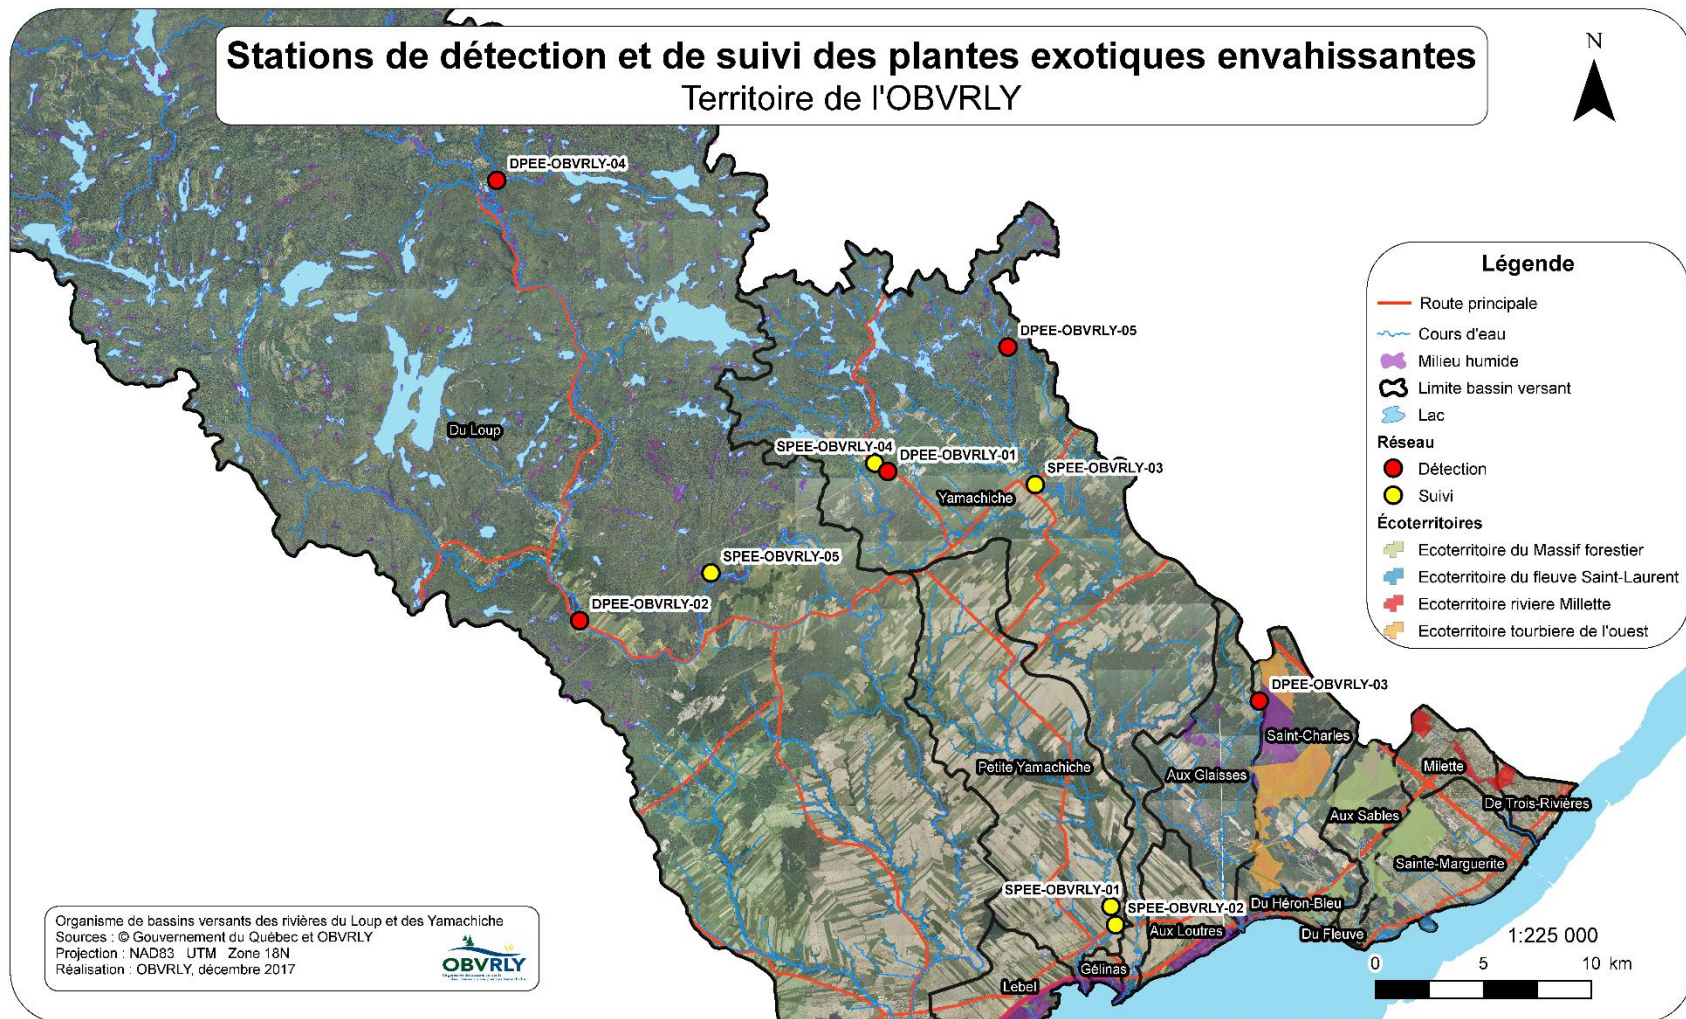 Stations de détection et de suivi des plantes exotiques envahissantes
Territoire de l'OBVRLY
N
DPEE-OBVRLY-04
DPEE-OBVRLY-05
Du Loup
SPEE-OBVRLY-04
DPEE-OBVRLY-01
SPEE-OBVRLY-03
Yamachiche
SPEE-OBVRLY-05
DPEE-OBVRLY-02
DPEE-OBVRLY-03
Saint-Charles
Petite Yamachiche
Aux Glaisses
Milette
De Trois-Rivières
Aux Sables
Sainte-Marguerite
SPEE-OBVRLY-01
SPEE-OBVRLY-02
Du Héron-Bleu
Aux Loutres
Du Fleuve
Gélinas
Lebel
Légende
Route principale
Cours d'eau
Milieu humide
Limite bassin versant
Lac
Réseau
Détection
Suivi
Écoterritoires
Ecoterritoire du Massif forestier
Ecoterritoire du fleuve Saint-Laurent
Ecoterritoire riviere Millette
Ecoterritoire tourbiere de l'ouest
1:225 000
0 5 10 km
Organisme de bassins versants des rivières du Loup et des Yamachiche
Sources : © Gouvernement du Québec et OBVRLY
Projection : NAD83 UTM Zone 18N
Réalisation : OBVRLY, décembre 2017
OBVRLY